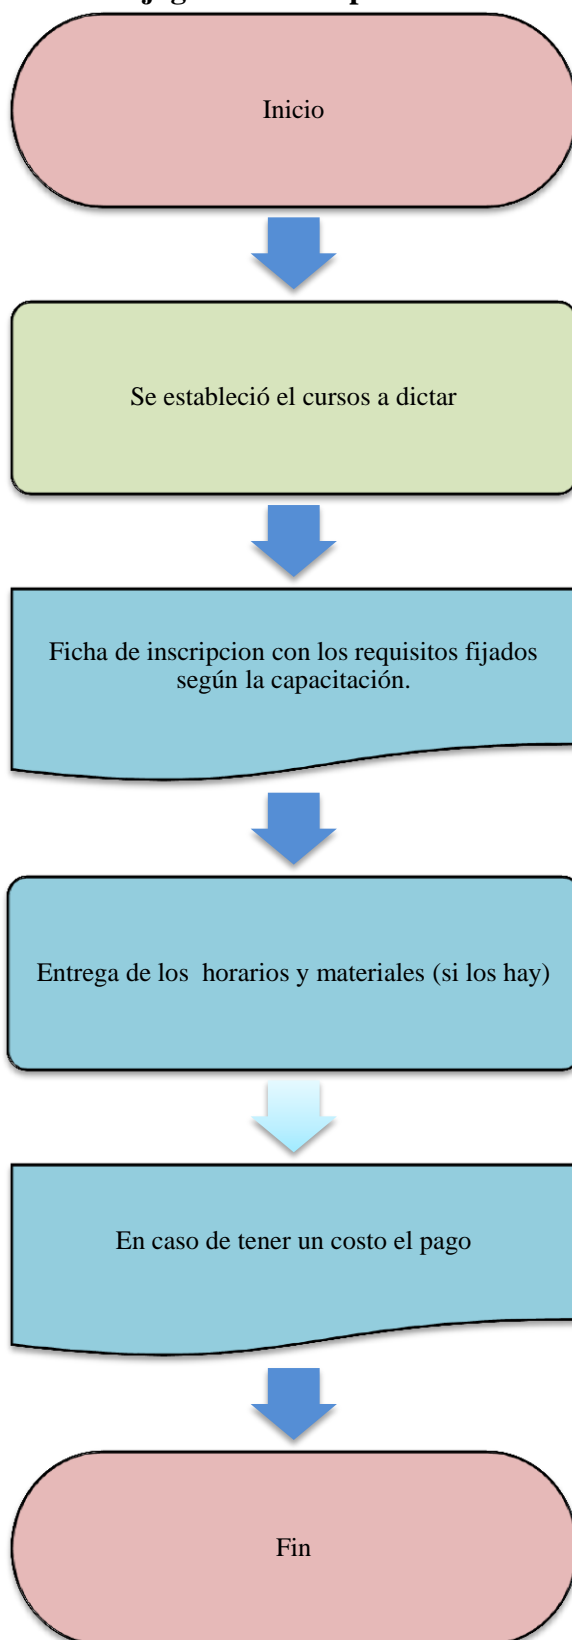 Inicio
Se estableció el cursos a dictar
Ficha de inscripcion con los requisitos fijados
según la capacitación.
Entrega de los  horarios y materiales (si los hay)
En caso de tener un costo el pago
Fin